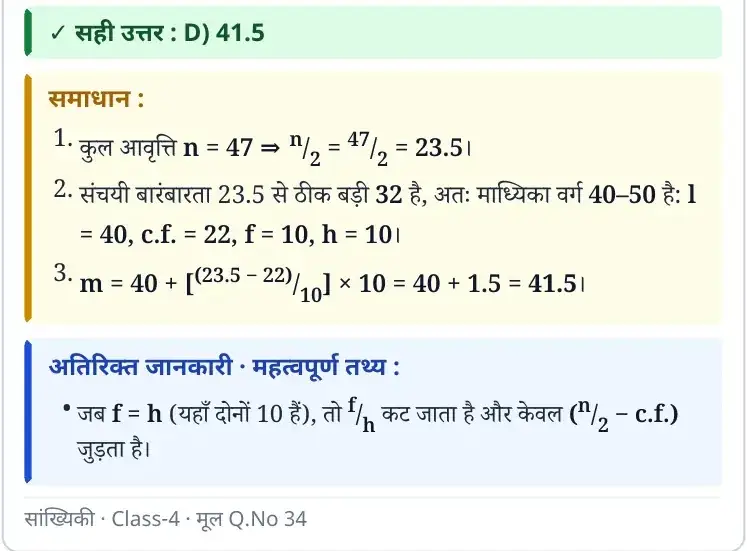 ✓ सही उत्तर : D) 41.5
समाधान :
1. कुल आवृत्ति n = 47 ⇒ n/2 = 47/2 = 23.5।
2. संचयी बारंबारता 23.5 से ठीक बड़ी 32 है, अतः माध्यिका वर्ग 40–50 है: l
= 40, c.f. = 22, f = 10, h = 10।
3. m = 40 + [(23.5 − 22)/10] × 10 = 40 + 1.5 = 41.5।
अतिरिक्त जानकारी · महत्वपूर्ण तथ्य :
• जब f = h (यहाँ दोनों 10 हैं), तो f/h कट जाता है और केवल (n/2 − c.f.)
जुड़ता है।
सांख्यिकी · Class-4 · मूल Q.No 34